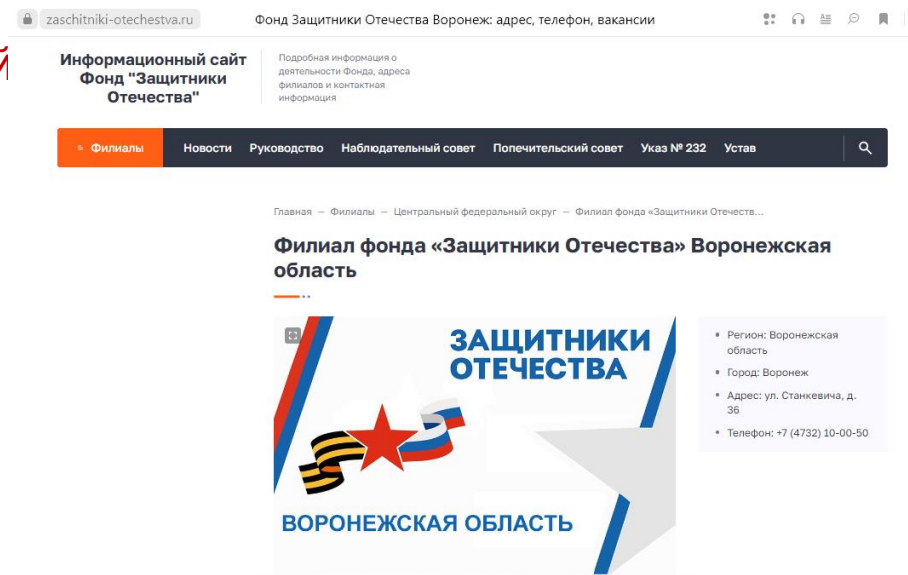 zaschitniki-otechestva.ru
Фонд Защитники Отечества Воронеж: адрес, телефон, вакансии
й
Информационный сайт
Фонд "Защитники
Отечества"
Подробная
информация о
деятельности Фонда, адреса
филиалов и контактная
информация
Филиалы Новости Руководство Наблюдательный совет Попечительский совет Указ № 232 Устав
Главная — Филиалы — Центральный федеральный округ — Филиал фонда «Защитники Отечеств...
Филиал фонда «Защитники Отечества» Воронежская
область
ЗАЩИТНИКИ
ОТЕЧЕСТВА
ВОРОНЕЖСКАЯ ОБЛАСТЬ
Регион: Воронежская
область
Город: Воронеж
Адрес: ул. Станкевича, д.
36
Телефон: +7 (4732) 10-00-50